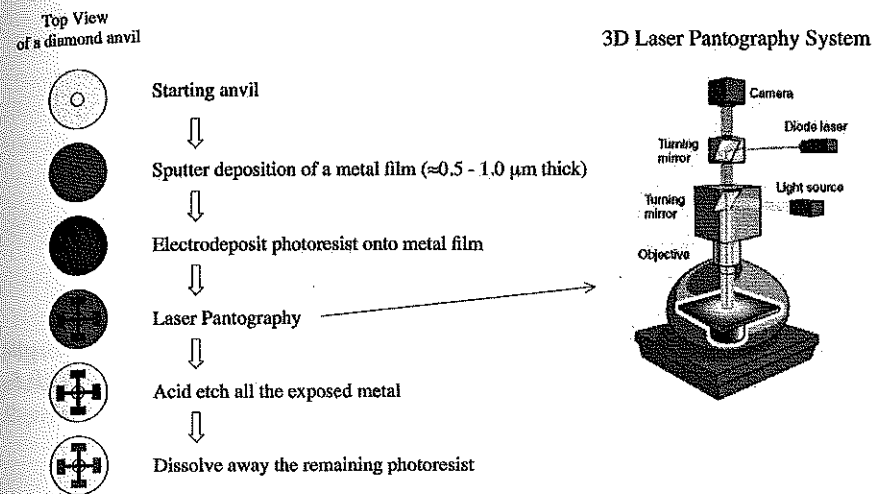 Top View
of a diamond anvil
3D Laser Pantography System
Starting anvil
Sputter deposition of a metal film (≈0.5 - 1.0 μm thick)
Electrodeposit photoresist onto metal film
Laser Pantography
Acid etch all the exposed metal
Dissolve away the remaining photoresist
Camera
Diode laser
Turning
mirror
Light source
Turning
mirror
Objective